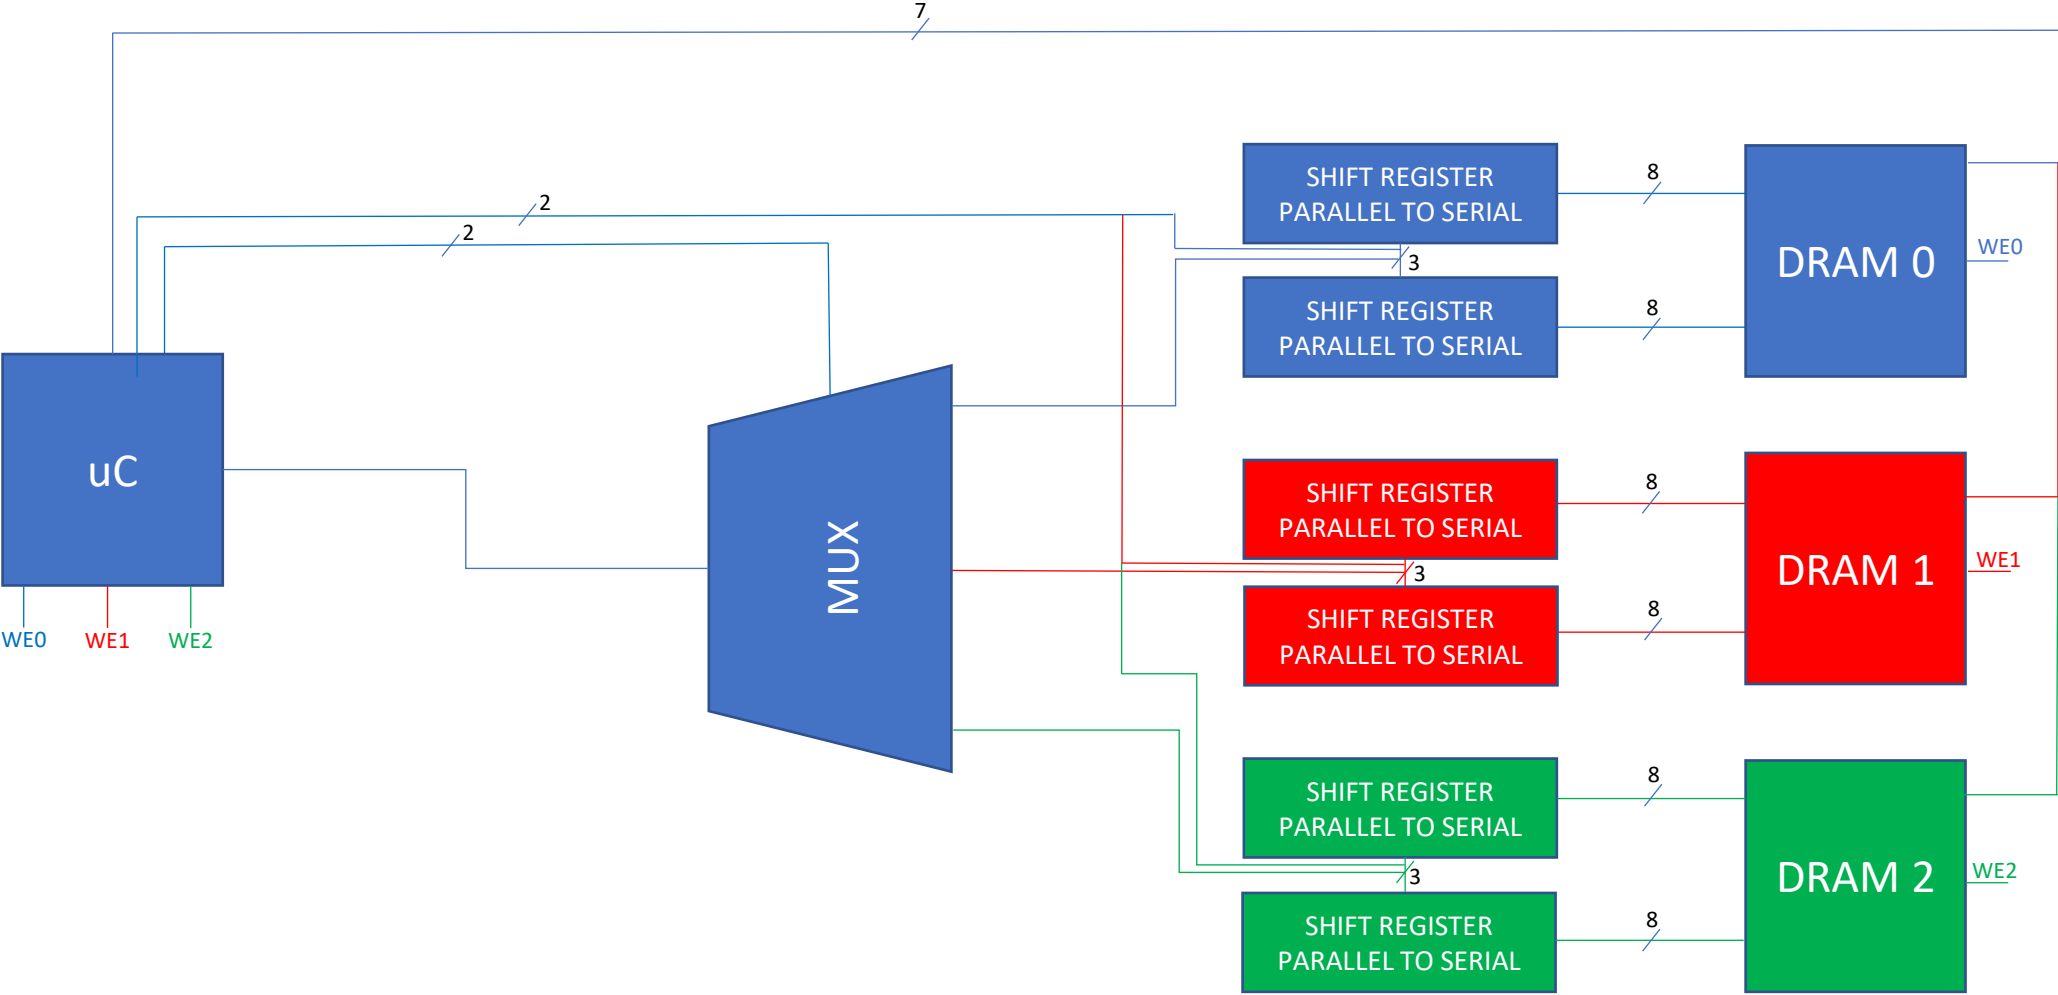 7
2
2
SHIFT REGISTER
PARALLEL TO SERIAL
8
3
SHIFT REGISTER
PARALLEL TO SERIAL
8
DRAM 0
WE0
uC
WE0
WE1
WE2
MUX
SHIFT REGISTER
PARALLEL TO SERIAL
8
3
SHIFT REGISTER
PARALLEL TO SERIAL
8
DRAM 1
WE1
SHIFT REGISTER
PARALLEL TO SERIAL
8
3
SHIFT REGISTER
PARALLEL TO SERIAL
8
DRAM 2
WE2